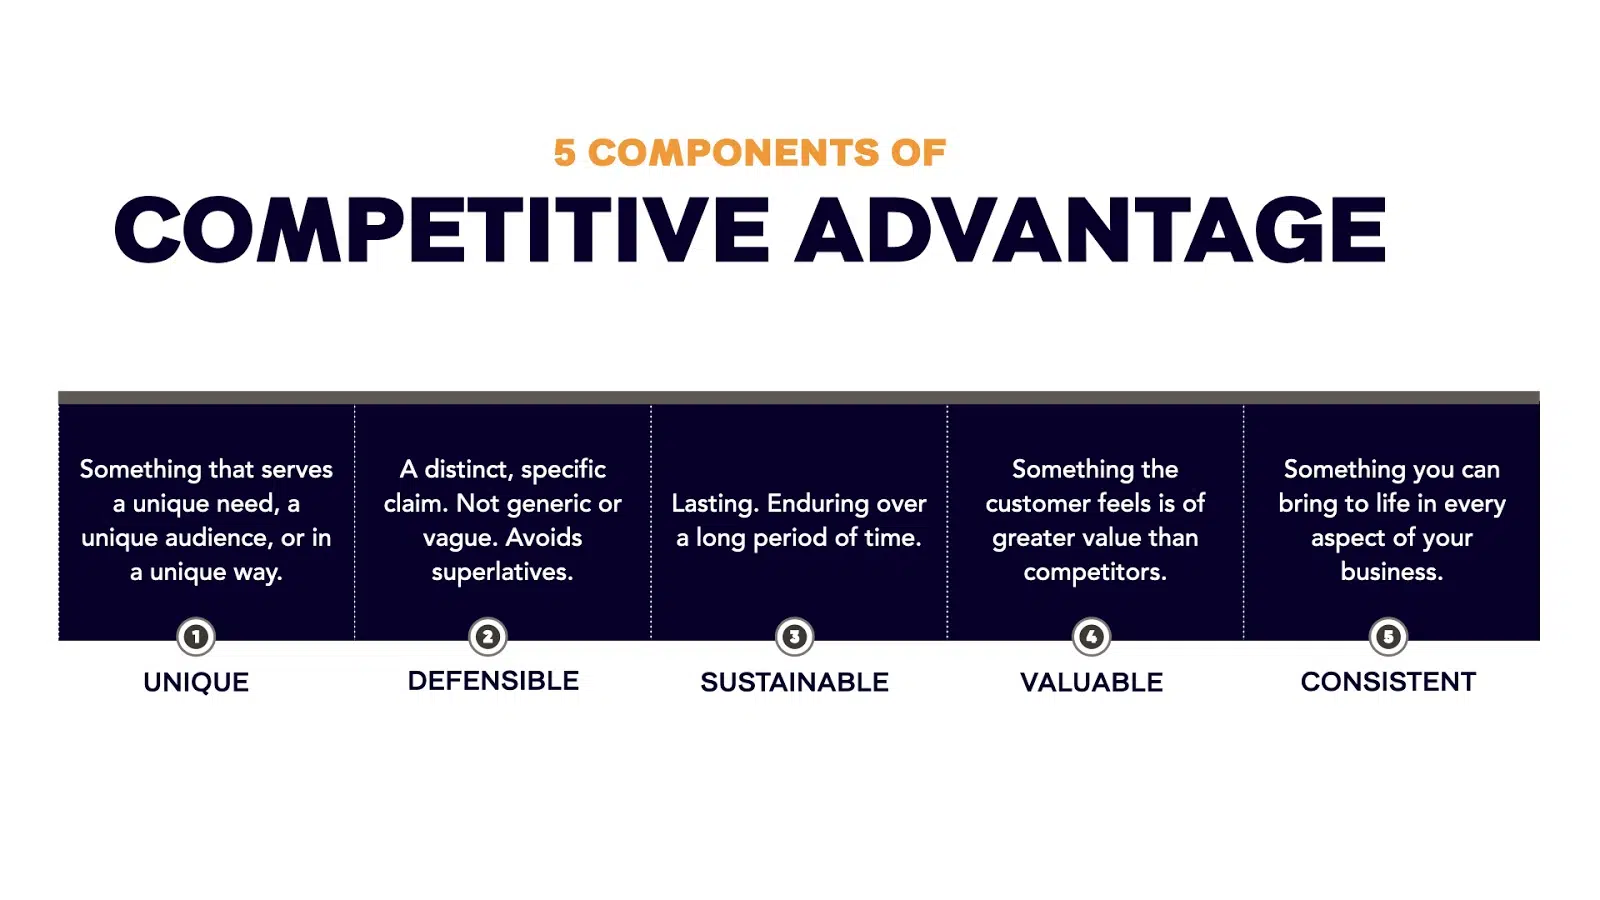 5 COMPONENTS OF
COMPETITIVE ADVANTAGE
Something that serves
a unique need, a
unique audience, or in
a unique way.
1
UNIQUE
A distinct, specific
claim. Not generic or
vague. Avoids
superlatives.
2
DEFENSIBLE
Lasting. Enduring over
a long period of time.
3
SUSTAINABLE
Something the
customer feels is of
greater value than
competitors.
4
VALUABLE
Something you can
bring to life in every
aspect of your
business.
5
CONSISTENT